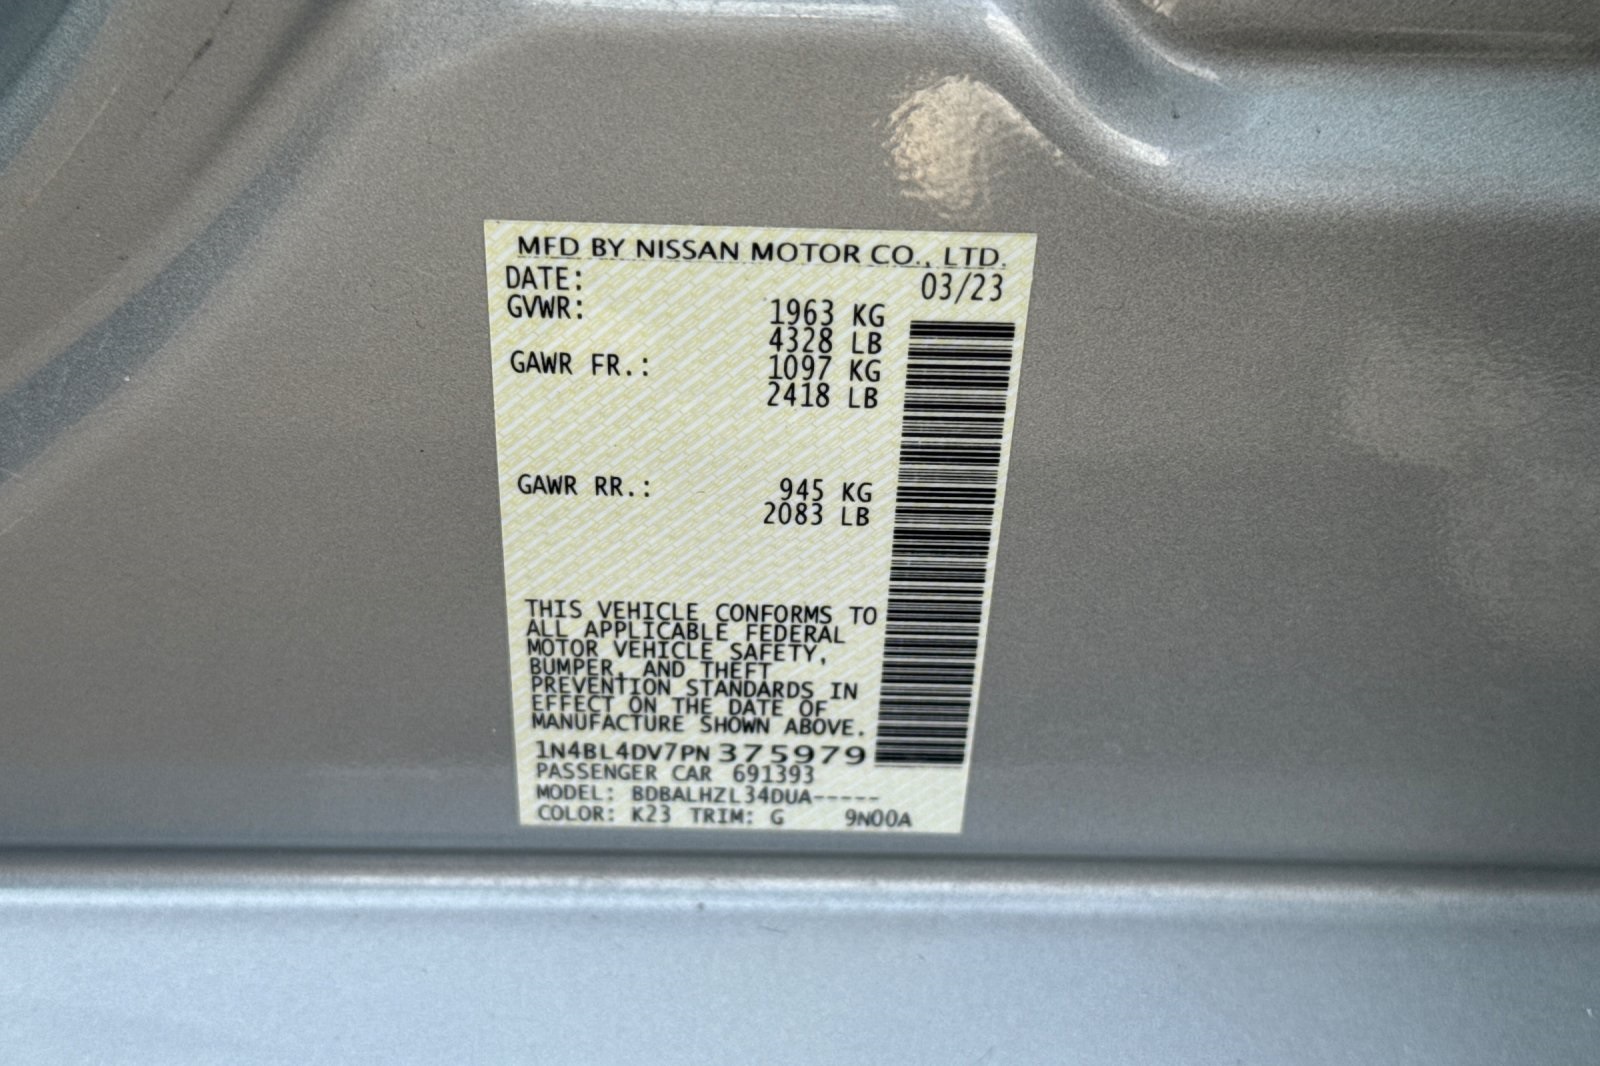 MFD BY NISSAN MOTOR CO., LTD.
DATE: 03/23
GVWR: 1963 KG
4328 LB
GAWR FR.: 1097 KG
2418 LB
GAWR RR.: 945 KG
2083 LB
THIS VEHICLE CONFORMS TO
ALL APPLICABLE FEDERAL
MOTOR VEHICLE SAFETY,
BUMPER, AND THEFT
PREVENTION STANDARDS IN
EFFECT ON THE DATE OF
MANUFACTURE SHOWN ABOVE.
1N4BL4DV7PN375979
PASSENGER CAR 691393
MODEL: BDBALHZL34DUA-----
COLOR: K23 TRIM: G 9N00A